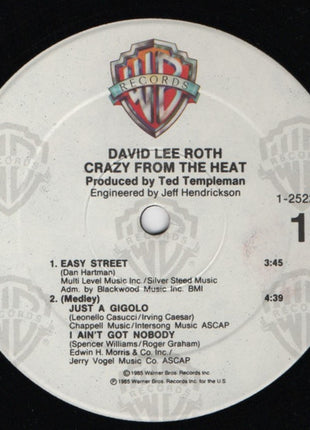 WB
RECORDS
DAVID LEE ROTH
CRAZY FROM THE HEAT
Produced by Ted Templeman
Engineered by Jeff Hendrickson
1-252
1
1. EASY STREET 3:45
(Dan Hartman)
Multi Level Music Inc./Silver Steed Music
Adm. by Blackwood Music Inc. BMI
2. (Medley) 4:39
JUST A GIGOLO
(Leonello Casucci/Irving Caesar)
Chappell Music/Intersong Music ASCAP
I AIN'T GOT NOBODY
(Spencer Williams/Roger Graham)
Edwin H. Morris & Co. Inc./
Jerry Vogel Music Co. ASCAP
©1985 Warner Bros. Records Inc.
℗1985 Warner Bros. Records Inc. for the U.S